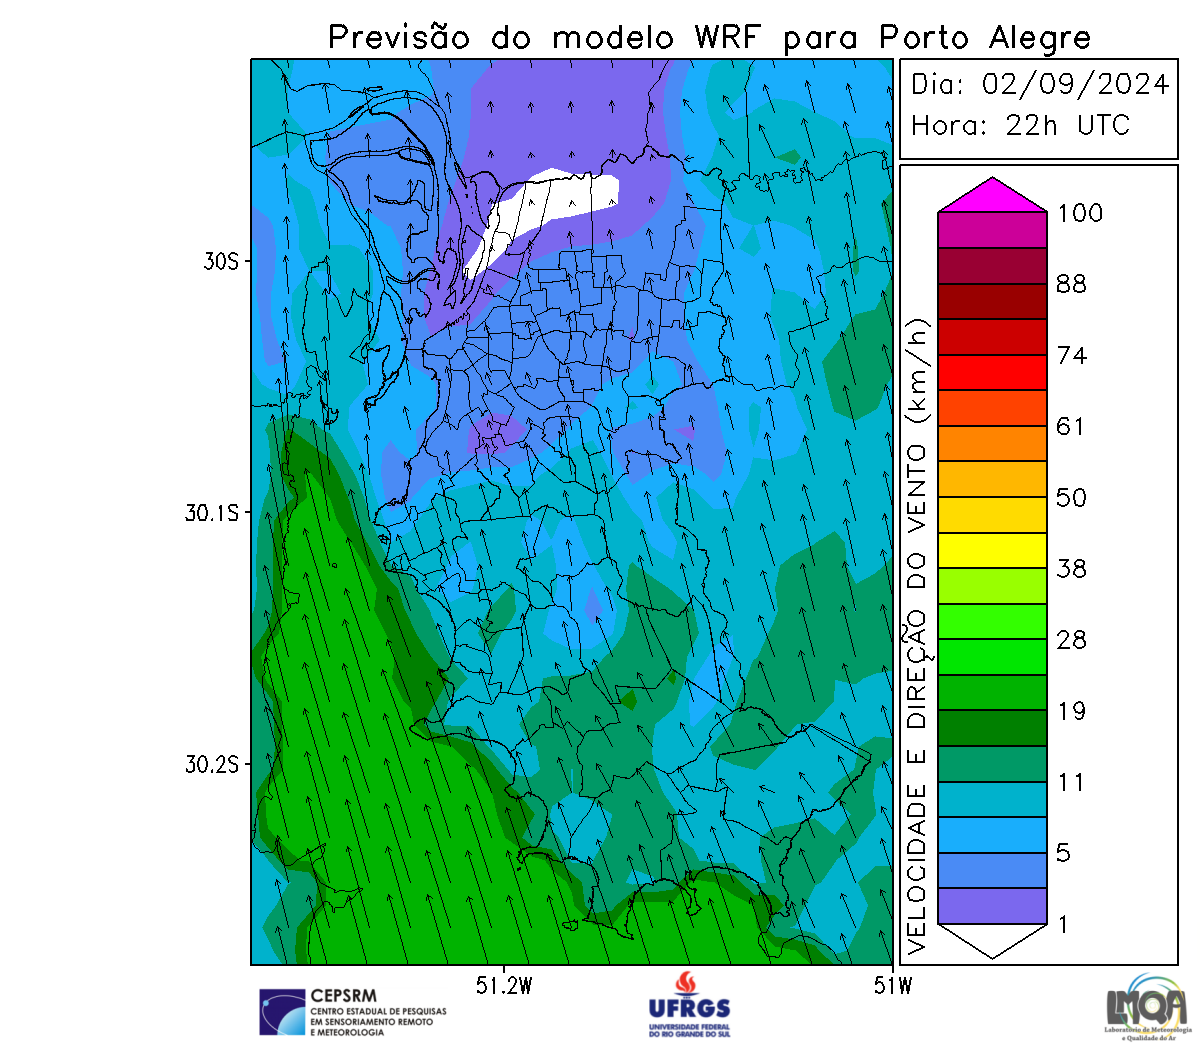 Previsão do modelo WRF para Porto Alegre
Dia: 02/09/2024
Hora: 22h UTC
VELOCIDADE E DIREÇÃO DO VENTO (km/h)
100
88
74
61
50
38
28
19
11
5
1
30S
30.1S
30.2S
51.2W
51W
CEPSRM
CENTRO ESTADUAL DE PESQUISAS
EM SENSORIAMENTO REMOTO
E METEOROLOGIA
UFRGS
UNIVERSIDADE FEDERAL
DO RIO GRANDE DO SUL
LMQA
Laboratório de Meteorologia
e Qualidade do Ar